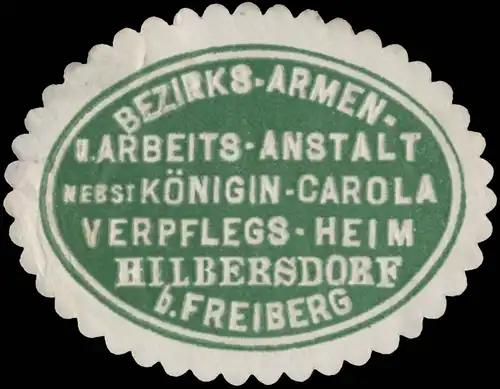 BEZIRKS-ARMEN-
U. ARBEITS-ANSTALT
NEBST KÖNIGIN-CAROLA
VERPFLEGS-HEIM
HILBERSDORF
b. FREIBERG